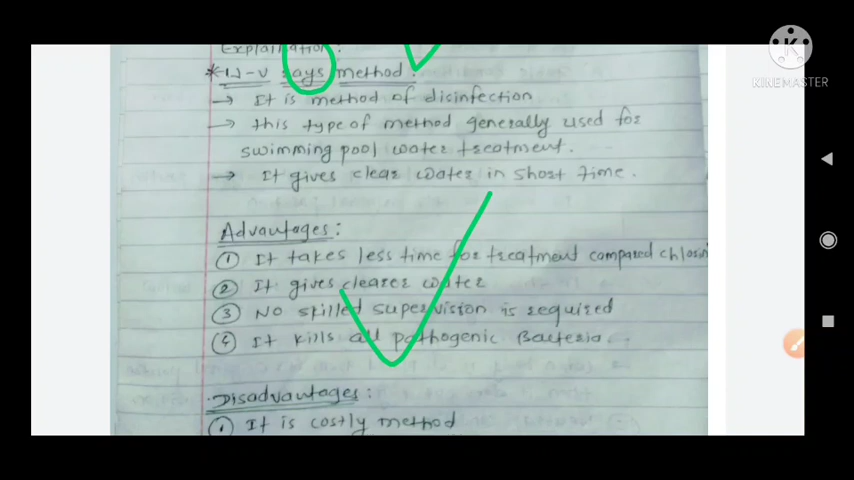 Explanation:
*U-V rays method.
→ It is method of disinfection
→ This type of method generally used for
swimming pool water treatment.
→ It gives clear water in short time.
Advantages:
① It takes less time for treatment compared chlorin
② It gives clearer water
③ No skilled supervision is required
④ It kills all pathogenic Bacteria.
Disadvantages:
① It is costly method
K
KINEMASTER